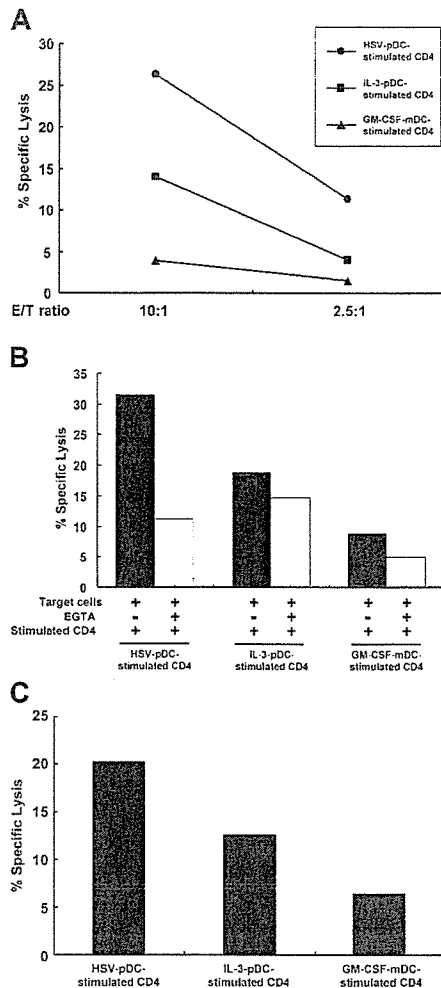 A
30
25
20
15
10
5
0
% Specific Lysis
HSV-pDC-
stimulated CD4
IL-3-pDC-
stimulated CD4
GM-CSF-mDC-
stimulated CD4
E/T ratio 10:1 2.5:1
B
35
30
25
20
15
10
5
0
% Specific Lysis
Target cells + + + + + +
EGTA - + - + - +
Stimulated CD4 + + + + + +
HSV-pDC-
stimulated CD4
IL-3-pDC-
stimulated CD4
GM-CSF-mDC-
stimulated CD4
C
25
20
15
10
5
0
% Specific Lysis
HSV-pDC-
stimulated CD4
IL-3-pDC-
stimulated CD4
GM-CSF-mDC-
stimulated CD4